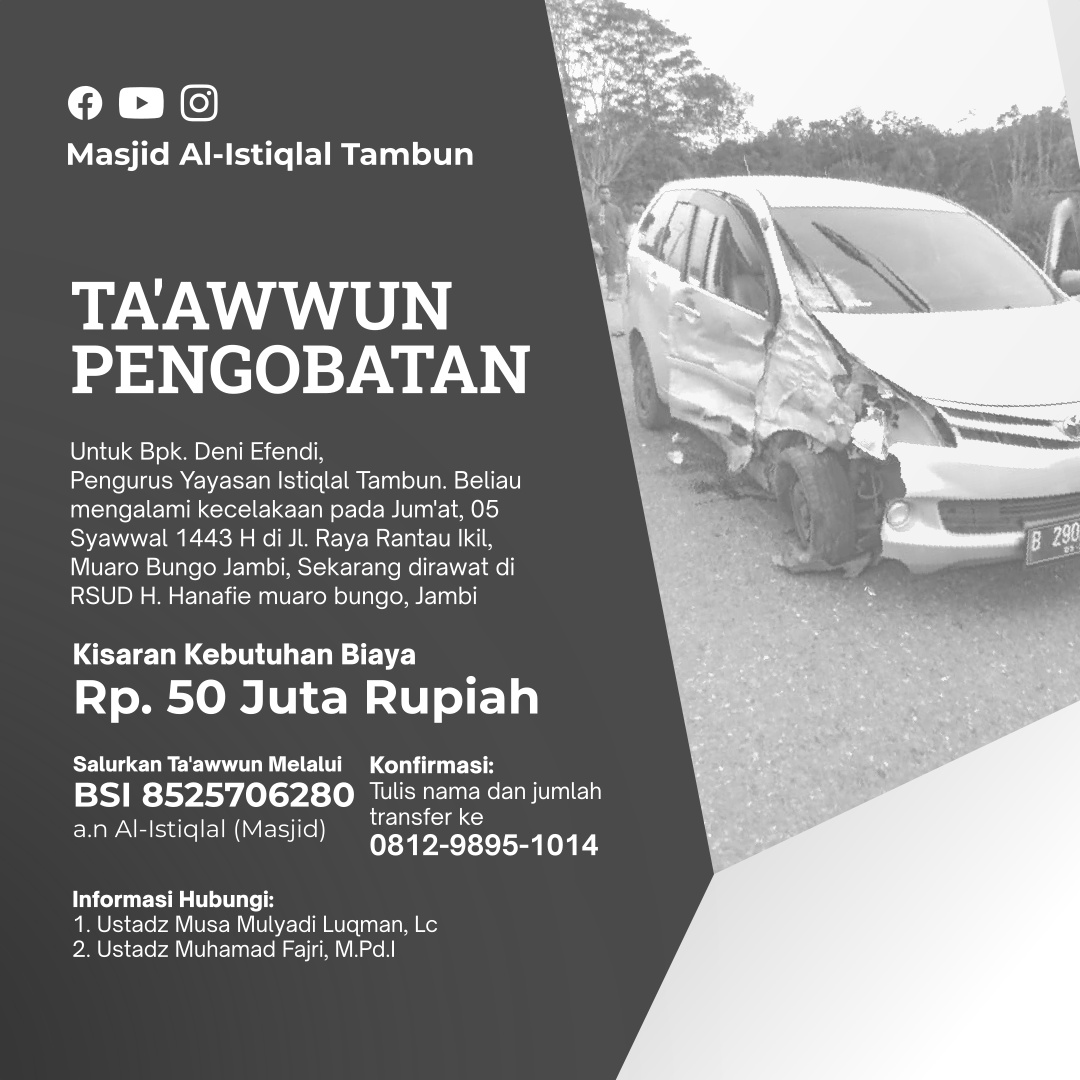 Masjid Al-Istiqlal Tambun
TA'AWWUN
PENGOBATAN
Untuk Bpk. Deni Efendi,
Pengurus Yayasan Istiqlal Tambun. Beliau
mengalami kecelakaan pada Jum'at, 05
Syawwal 1443 H di Jl. Raya Rantau Ikil,
Muaro Bungo Jambi, Sekarang dirawat di
RSUD H. Hanafie muaro bungo, Jambi
Kisaran Kebutuhan Biaya
Rp. 50 Juta Rupiah
Salurkan Ta'awwun Melalui
BSI 8525706280
a.n Al-Istiqlal (Masjid)
Konfirmasi:
Tulis nama dan jumlah
transfer ke
0812-9895-1014
Informasi Hubungi:
1. Ustadz Musa Mulyadi Luqman, Lc
2. Ustadz Muhamad Fajri, M.Pd.I
B 290